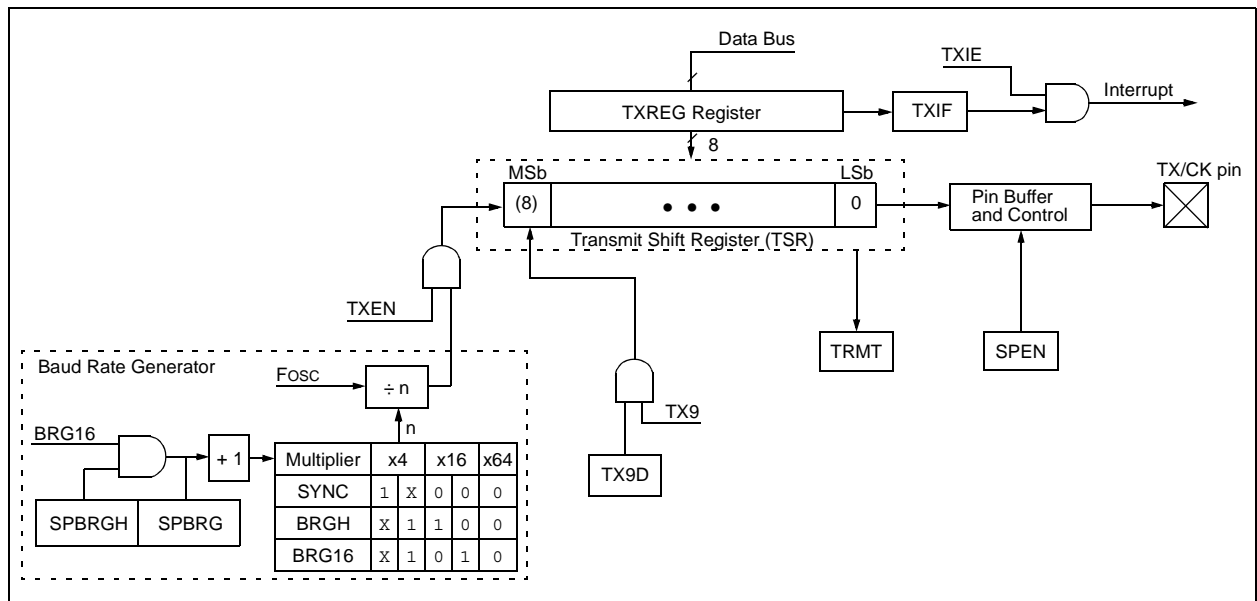 Data Bus
TXIE
Interrupt
TXREG Register
TXIF
8
MSb
LSb
TX/CK pin
(8)
• • •
0
Pin Buffer
and Control
Transmit Shift Register (TSR)
TXEN
TRMT
SPEN
Baud Rate Generator
FOSC
÷ n
TX9
n
BRG16
+ 1
Multiplier x4 x16 x64
TX9D
SYNC 1 X 0 0 0
SPBRGH SPBRG
BRGH X 1 1 0 0
BRG16 X 1 0 1 0